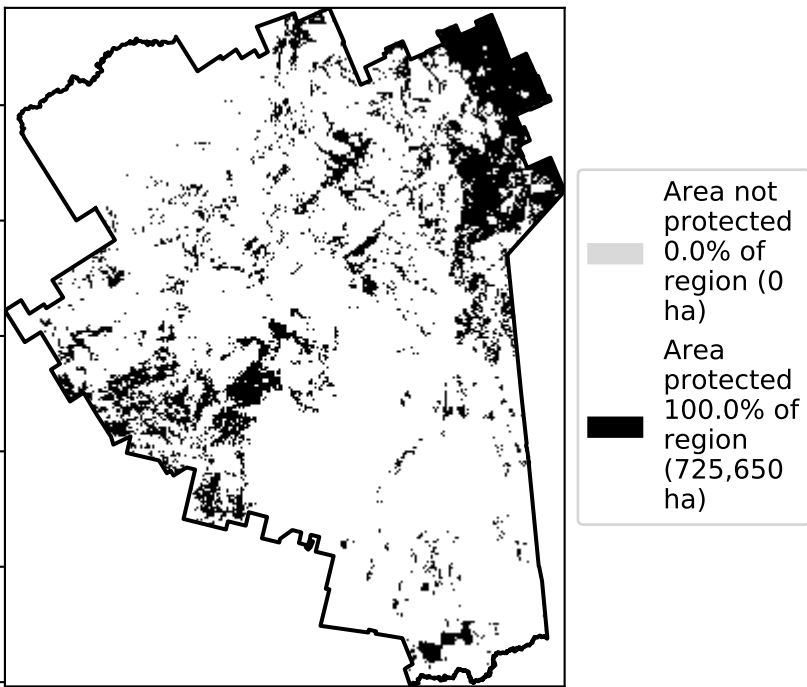 Area not
protected
0.0% of
region (0
ha)
Area
protected
100.0% of
region
(725,650
ha)